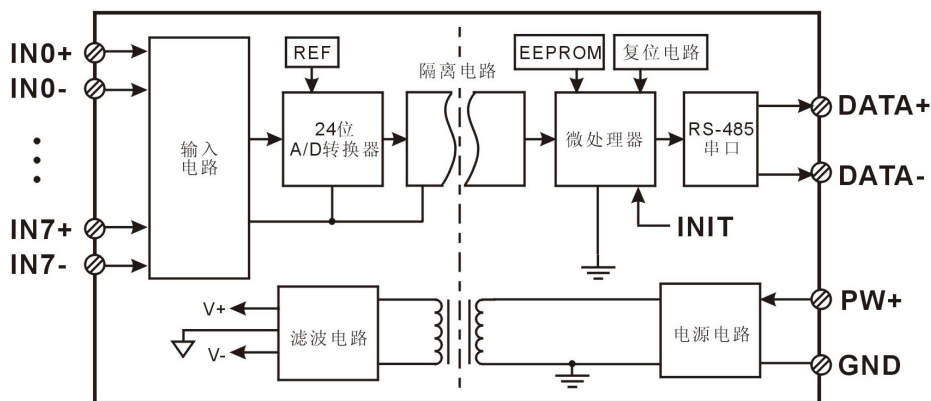 IN0+
IN0-
IN7+
IN7-
输入
电路
REF
24位
A/D转换器
隔离电路
EEPROM
复位电路
微处理器
RS-485
串口
DATA+
DATA-
INIT
V+
V-
滤波电路
电源电路
PW+
GND